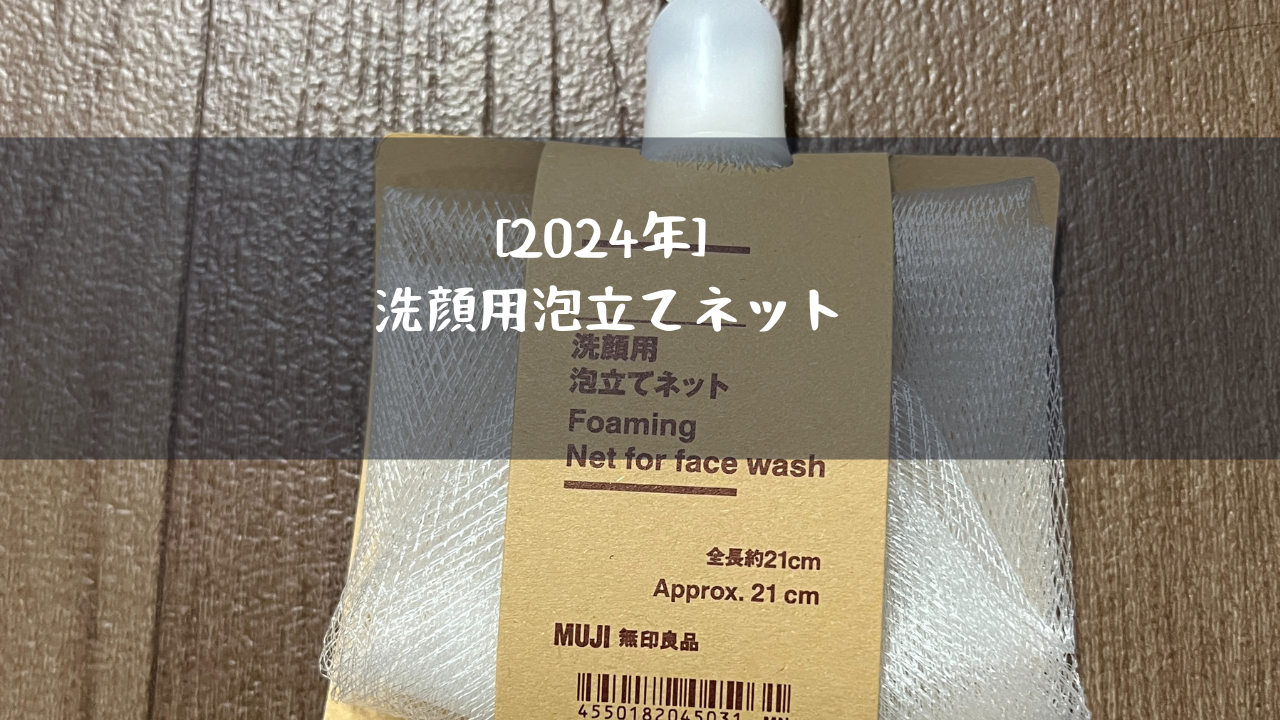 [2024年]
洗顔用泡立てネット
洗顔用
泡立てネット
Foaming
Net for face wash
全長約21cm
Approx. 21 cm
MUJI 無印良品
4550182045031